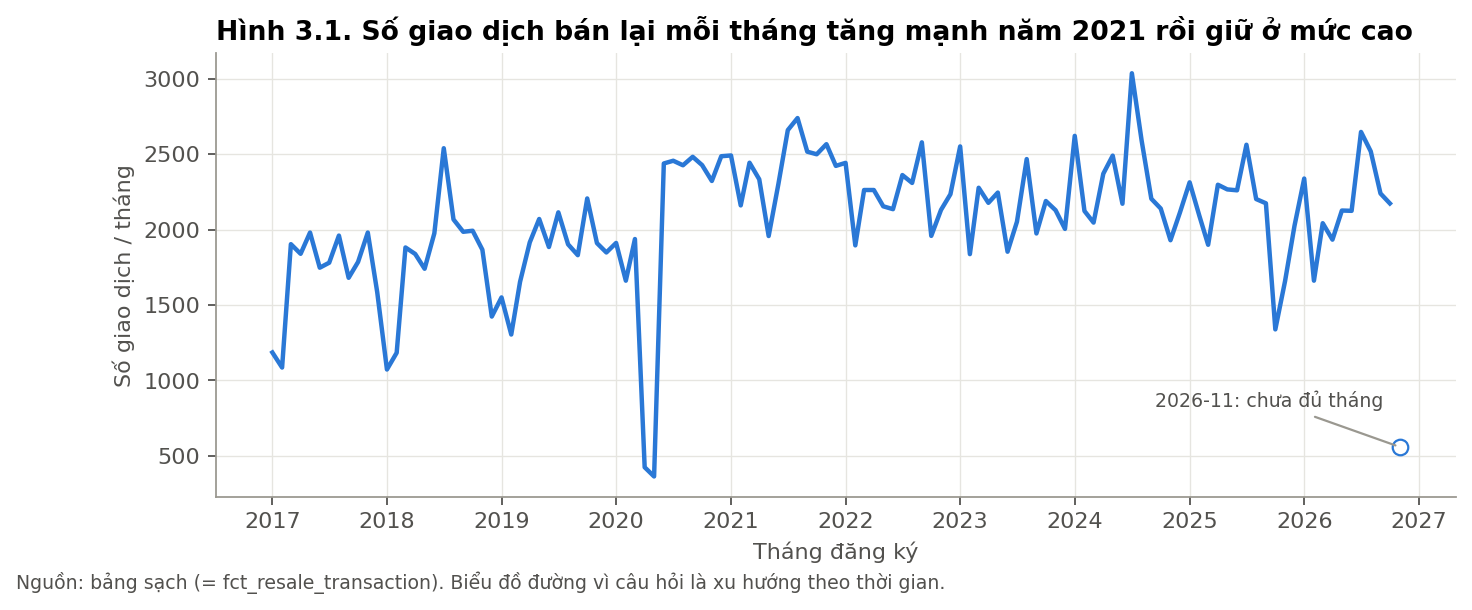 Hình 3.1. Số giao dịch bán lại mỗi tháng tăng mạnh năm 2021 rồi giữ ở mức cao
Số giao dịch / tháng
3000
2500
2000
1500
1000
500
2026-11: chưa đủ tháng
2017 2018 2019 2020 2021 2022 2023 2024 2025 2026 2027
Tháng đăng ký
Nguồn: bảng sạch (= fct_resale_transaction). Biểu đồ đường vì câu hỏi là xu hướng theo thời gian.